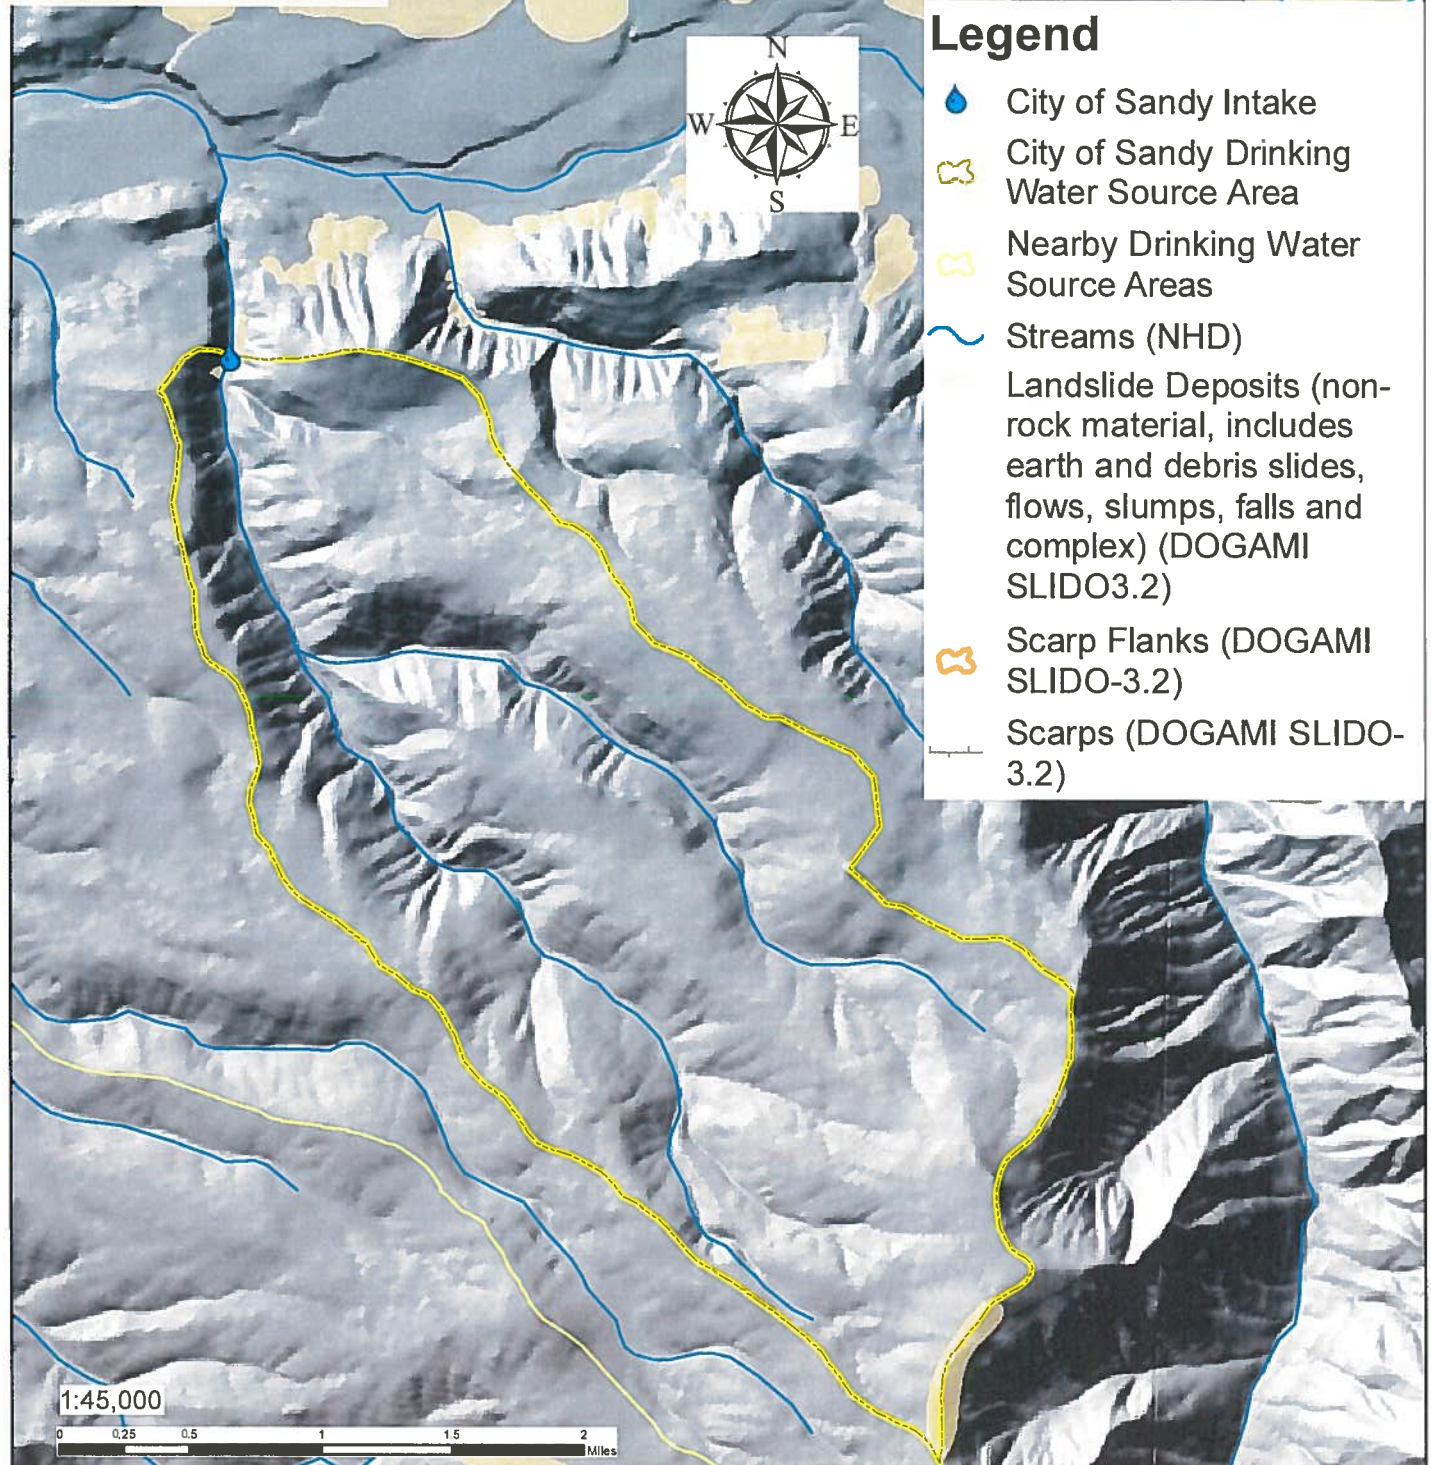 Legend
N
W
E
S
City of Sandy Intake
City of Sandy Drinking
Water Source Area
Nearby Drinking Water
Source Areas
Streams (NHD)
Landslide Deposits (non-
rock material, includes
earth and debris slides,
flows, slumps, falls and
complex) (DOGAMI
SLIDO3.2)
Scarp Flanks (DOGAMI
SLIDO-3.2)
Scarps (DOGAMI SLIDO-
3.2)
1:45,000
0 0.25 0.5 1 1.5 2
Miles